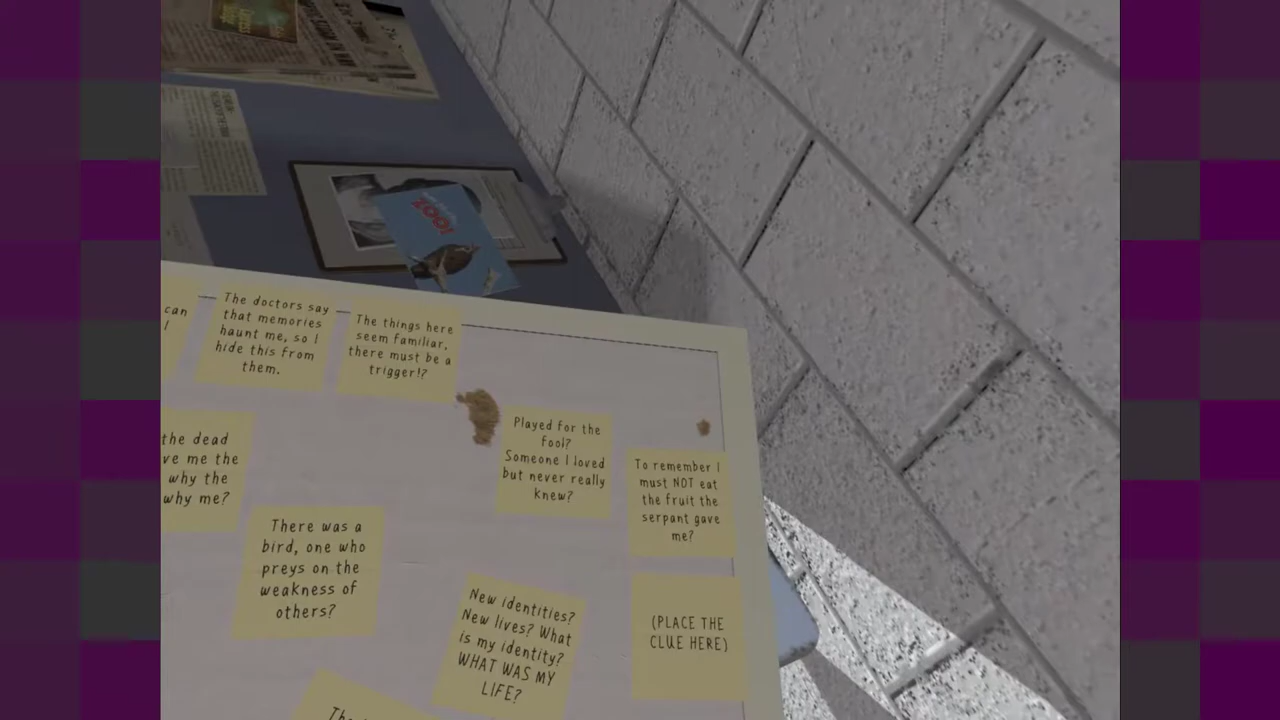 ZOO!
can
I
The doctors say
that memories
haunt me, so I
hide this from
them.
The things here
seem familiar,
there must be a
trigger!?
the dead
ve me the
why the
why me?
Played for the
fool?
Someone I loved
but never really
knew?
To remember I
must NOT eat
the fruit the
serpant gave
me?
There was a
bird, one who
preys on the
weakness of
others?
New identities?
New lives? What
is my identity?
WHAT WAS MY
LIFE?
(PLACE THE
CLUE HERE)